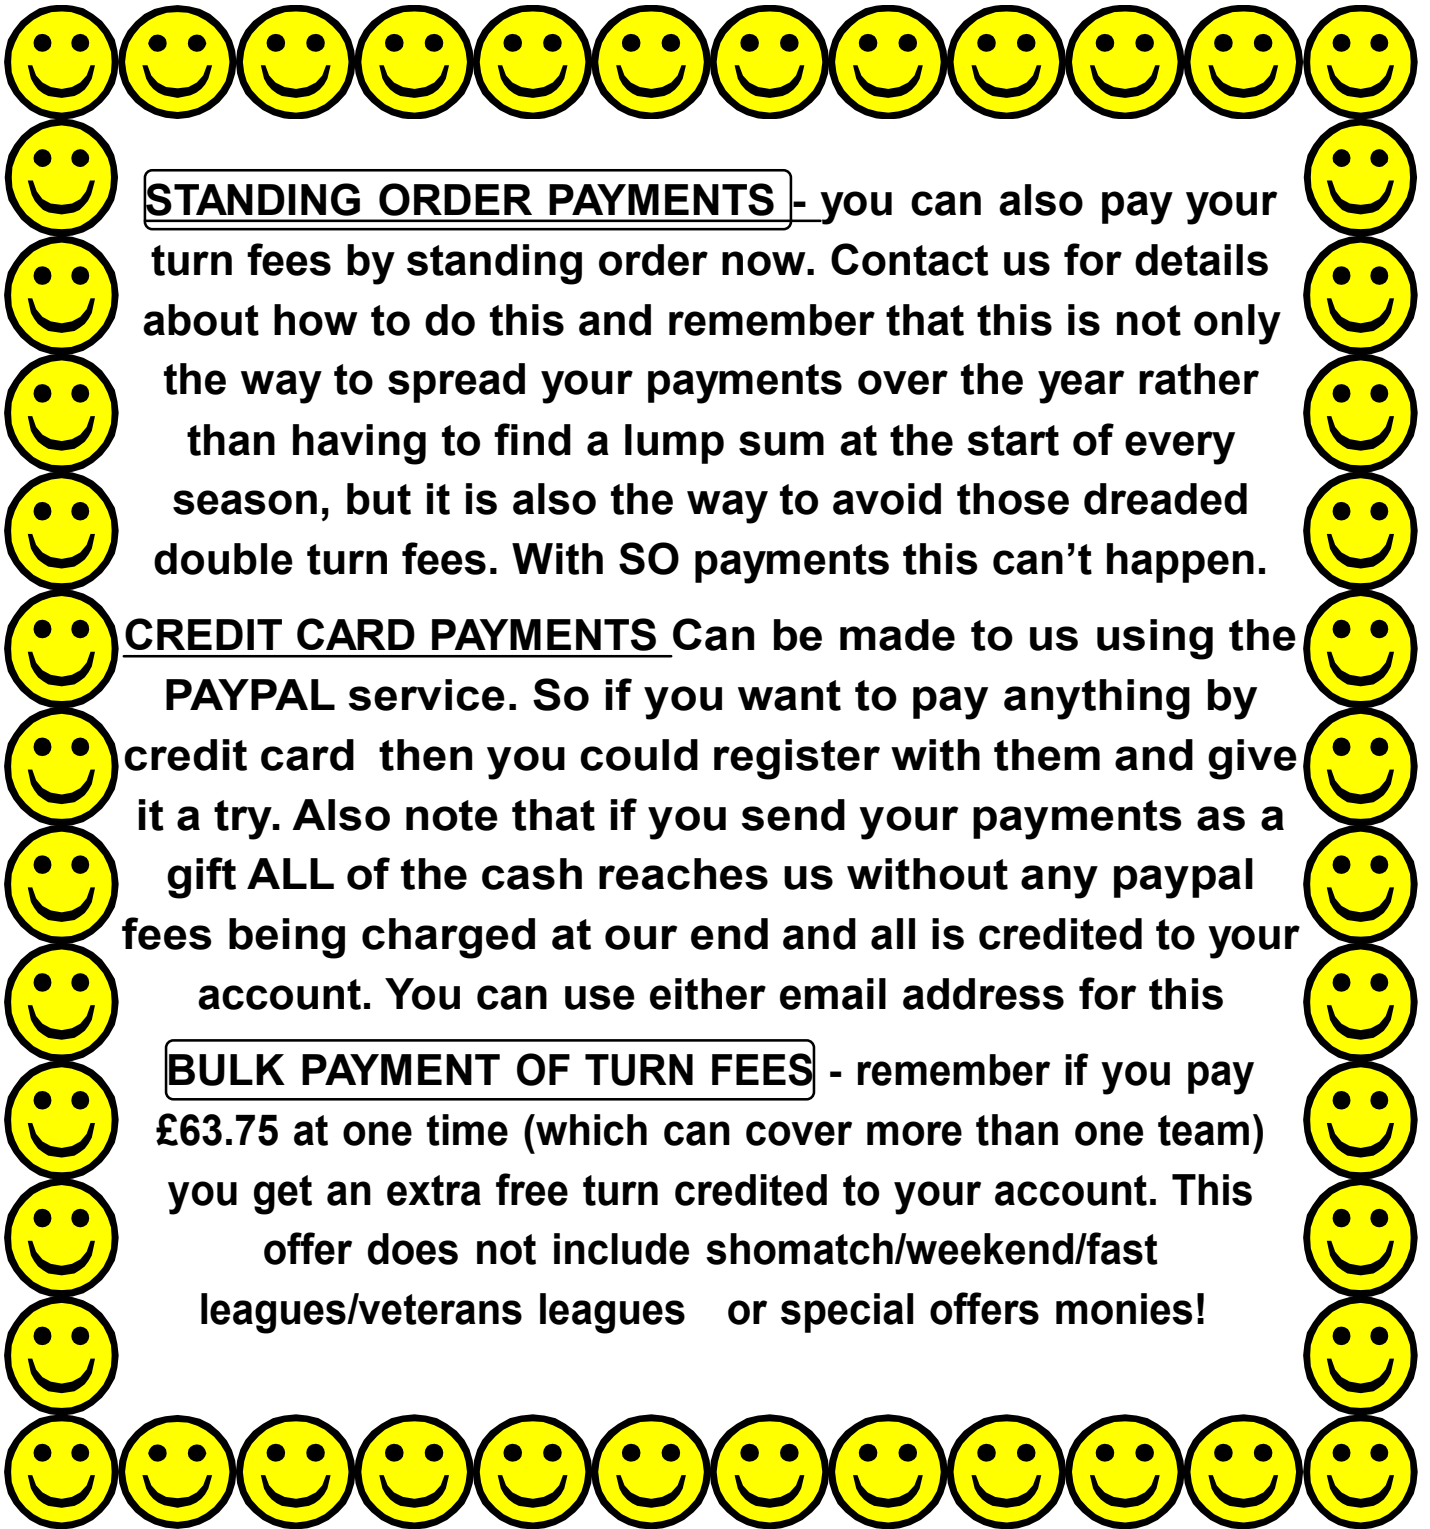 STANDING ORDER PAYMENTS - you can also pay your
turn fees by standing order now. Contact us for details
about how to do this and remember that this is not only
the way to spread your payments over the year rather
than having to find a lump sum at the start of every
season, but it is also the way to avoid those dreaded
double turn fees. With SO payments this can’t happen.
CREDIT CARD PAYMENTS Can be made to us using the
PAYPAL service. So if you want to pay anything by
credit card then you could register with them and give
it a try. Also note that if you send your payments as a
gift ALL of the cash reaches us without any paypal
fees being charged at our end and all is credited to your
account. You can use either email address for this
BULK PAYMENT OF TURN FEES - remember if you pay
£63.75 at one time (which can cover more than one team)
you get an extra free turn credited to your account. This
offer does not include shomatch/weekend/fast
leagues/veterans leagues or special offers monies!